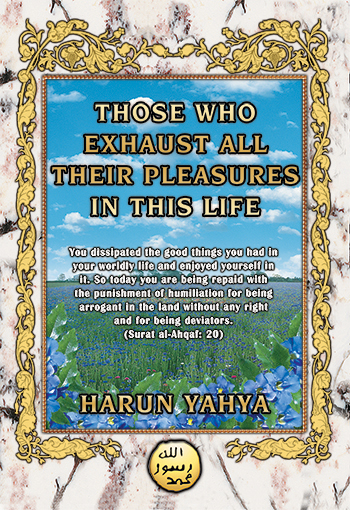 THOSE WHO
EXHAUST ALL
THEIR PLEASURES
IN THIS LIFE
You dissipated the good things you had in
your worldly life and enjoyed yourself in
it. So today you are being repaid with
the punishment of humiliation for being
arrogant in the land without any right
and for being deviators.
(Surat al-Ahqaf: 20)
HARUN YAHYA
الله
رسول
محمد